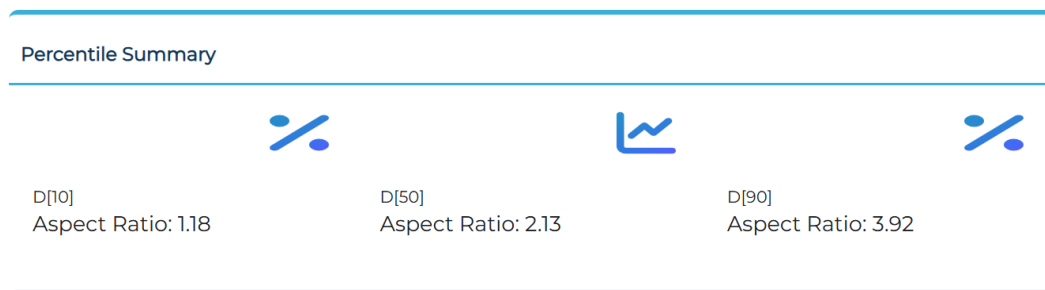 Percentile Summary
D[10]
Aspect Ratio: 1.18
D[50]
Aspect Ratio: 2.13
D[90]
Aspect Ratio: 3.92